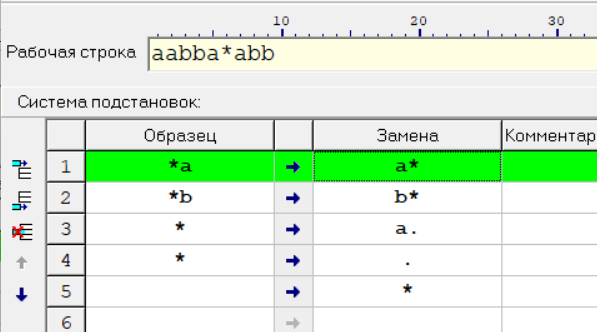 10 20 30
Рабочая строка aabba*abb
Система подстановок:
Образец Замена Комментар
1 *a → a*
2 *b → b*
3 * → a.
4 * → .
5 → *
6 →